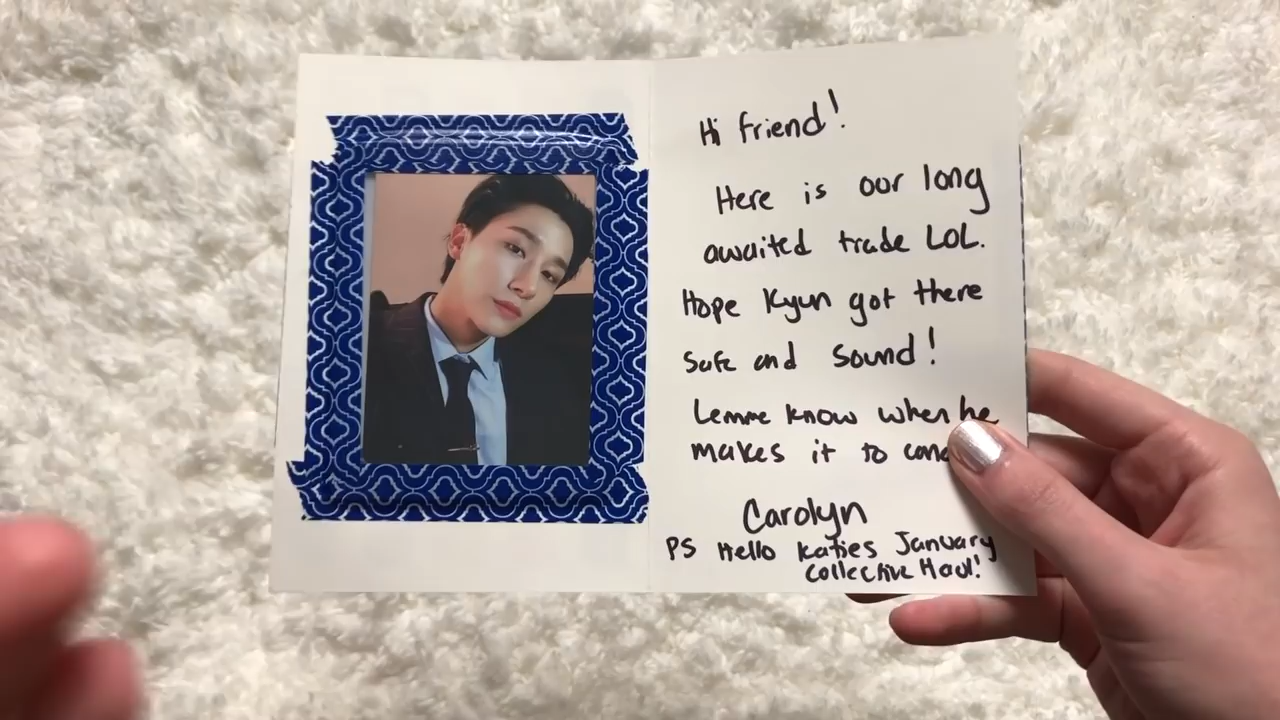 Hi friend!
Here is our long
awaited trade LOL.
Hope Kyun got there
safe and sound!
Lemme know when he
makes it to
Carolyn
PS Hello Katies January
Collective Haul!